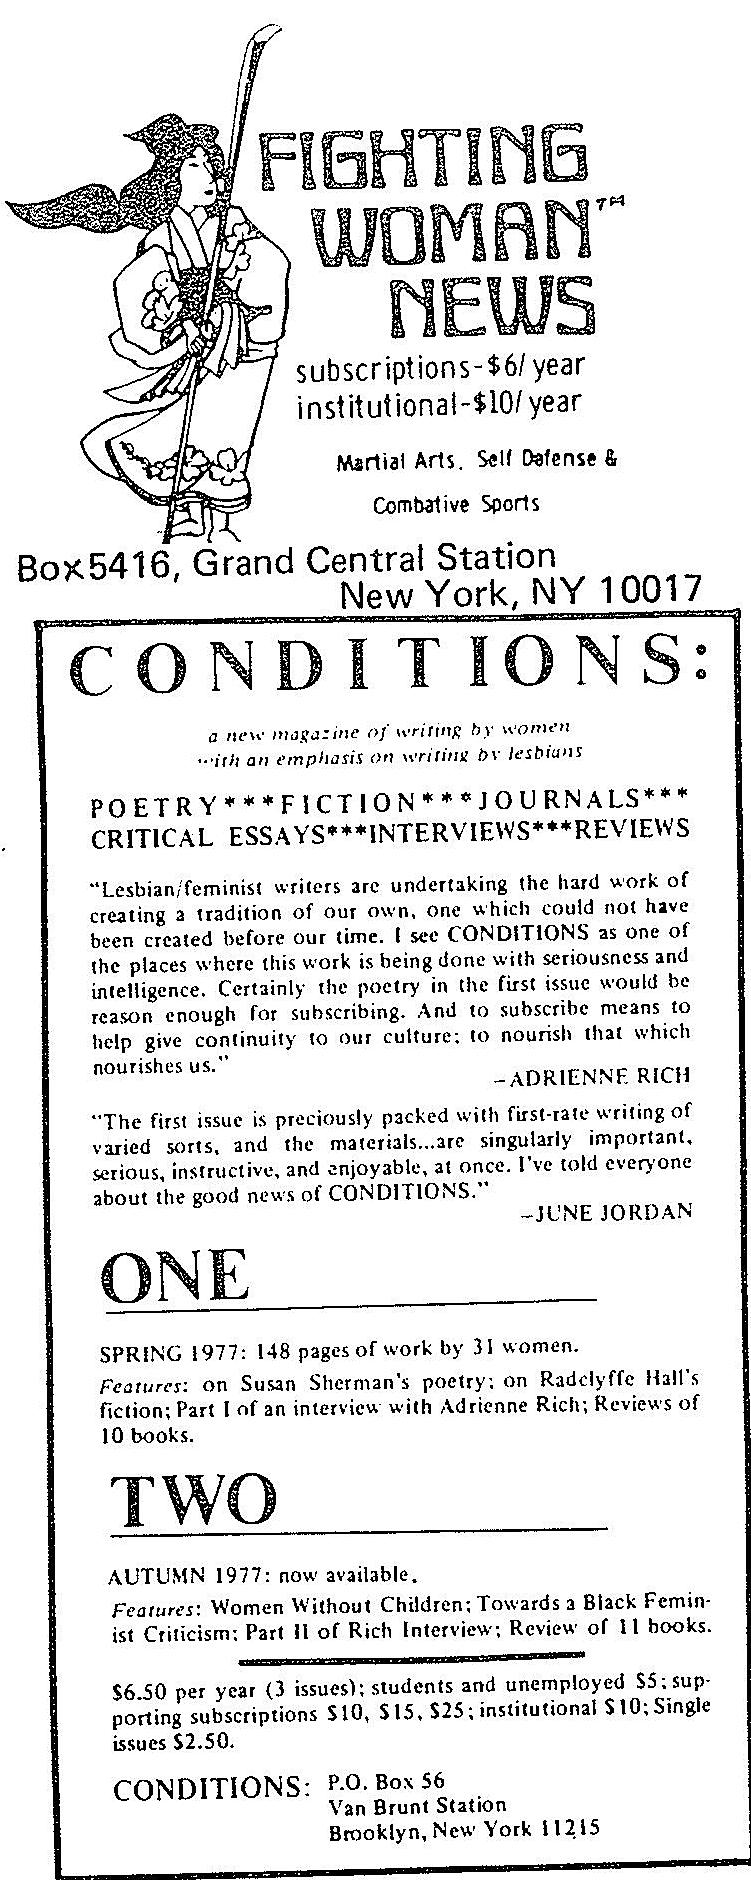 FIGHTING
WOMAN™
NEWS
subscriptions-$6/year
institutional-$10/year
Martial Arts, Self Defense &
Combative Sports
Box 5416, Grand Central Station
New York, NY 10017
CONDITIONS:
a new magazine of writing by women
with an emphasis on writing by lesbians
POETRY***FICTION***JOURNALS***
CRITICAL ESSAYS***INTERVIEWS***REVIEWS
"Lesbian/feminist writers are undertaking the hard work of
creating a tradition of our own, one which could not have
been created before our time. I see CONDITIONS as one of
the places where this work is being done with seriousness and
intelligence. Certainly the poetry in the first issue would be
reason enough for subscribing. And to subscribe means to
help give continuity to our culture; to nourish that which
nourishes us."
–ADRIENNE RICH
"The first issue is preciously packed with first-rate writing of
varied sorts, and the materials...are singularly important,
serious, instructive, and enjoyable, at once. I've told everyone
about the good news of CONDITIONS."
–JUNE JORDAN
ONE
SPRING 1977: 148 pages of work by 31 women.
Features: on Susan Sherman's poetry; on Radclyffe Hall's
fiction; Part I of an interview with Adrienne Rich; Reviews of
10 books.
TWO
AUTUMN 1977: now available.
Features: Women Without Children; Towards a Black Femin-
ist Criticism; Part II of Rich Interview; Review of 11 books.
$6.50 per year (3 issues); students and unemployed $5; sup-
porting subscriptions $10, $15, $25; institutional $10; Single
issues $2.50.
CONDITIONS: P.O. Box 56
Van Brunt Station
Brooklyn, New York 11215